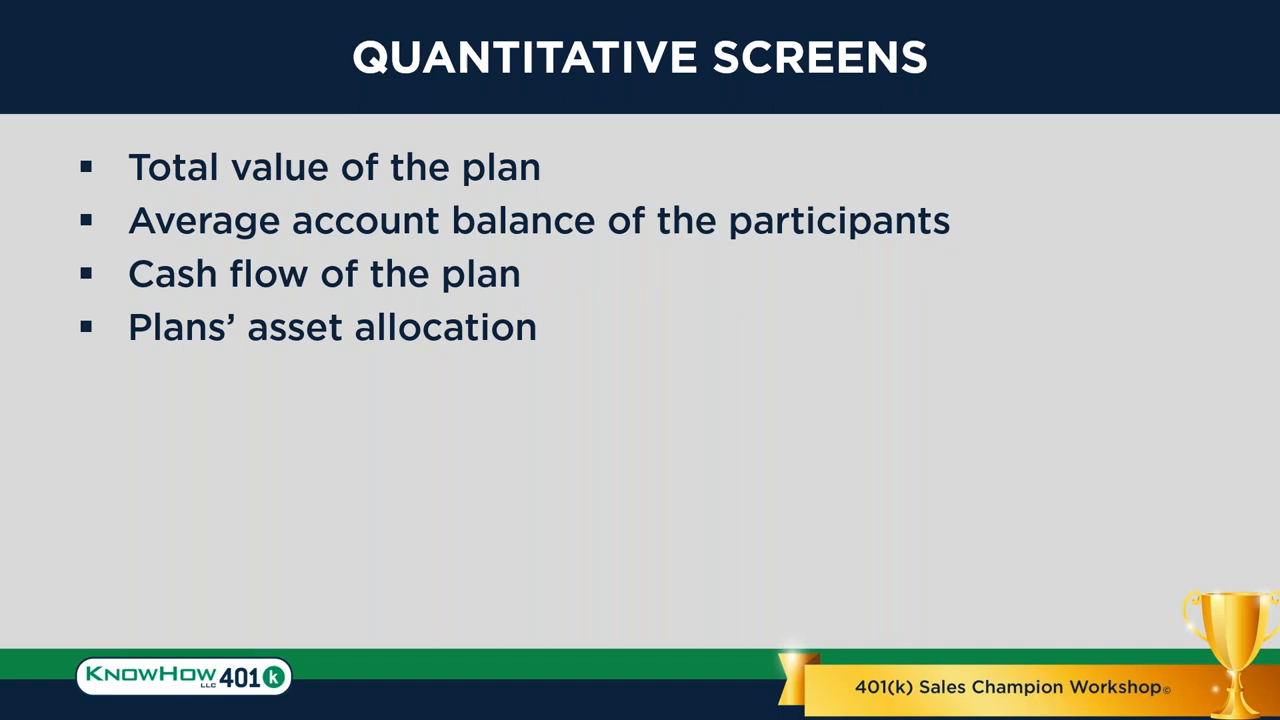 QUANTITATIVE SCREENS
▪ Total value of the plan
▪ Average account balance of the participants
▪ Cash flow of the plan
▪ Plans’ asset allocation
KNOWHOW LLC 401k
401(k) Sales Champion Workshop©